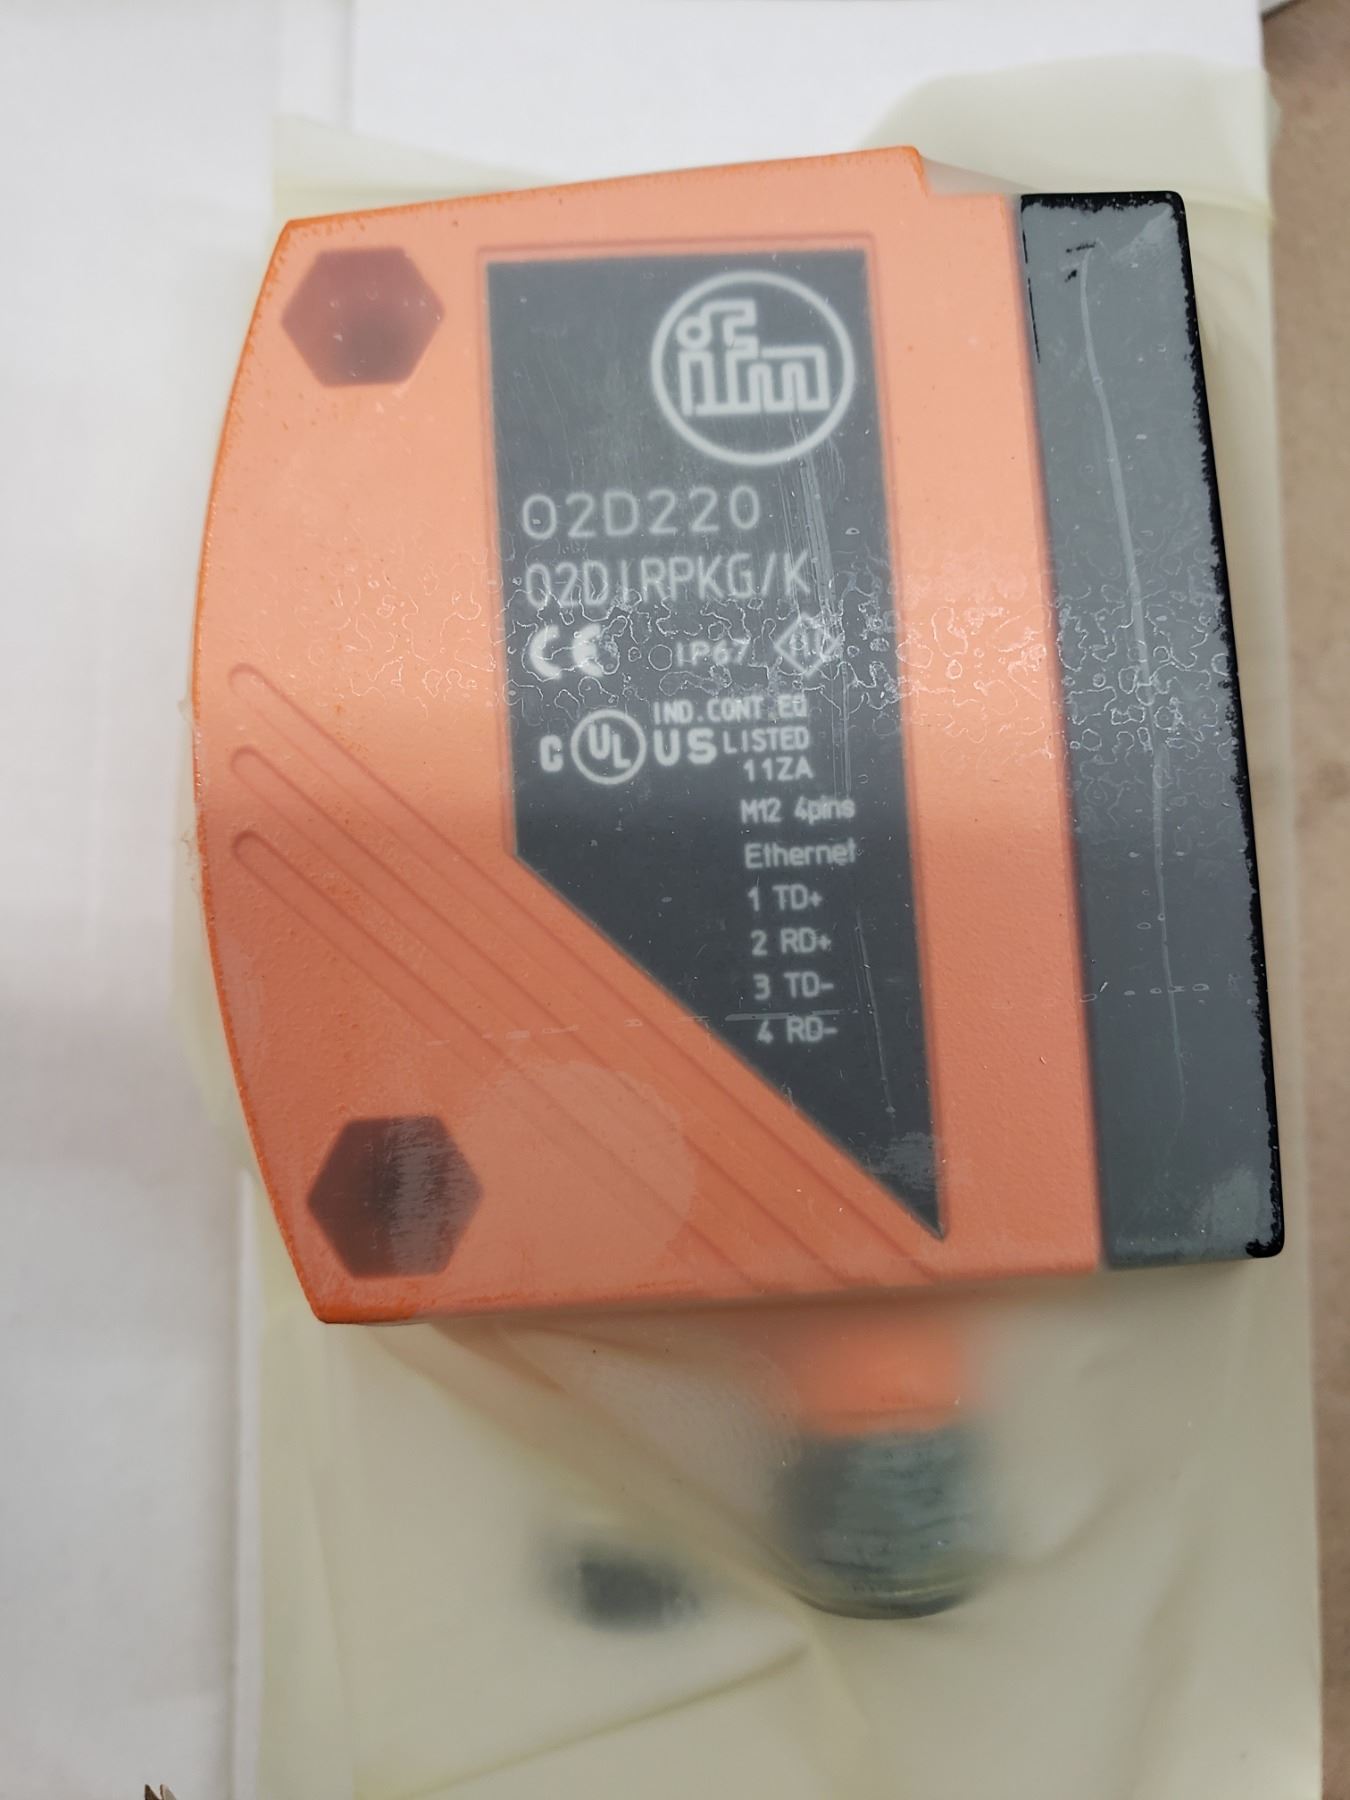 ifm
O2D220
O2DIRPKG/K
CE IP67
IND.CONT.EQ
C UL US LISTED
11ZA
M12 4pins
Ethernet
1 TD+
2 RD+
3 TD-
4 RD-